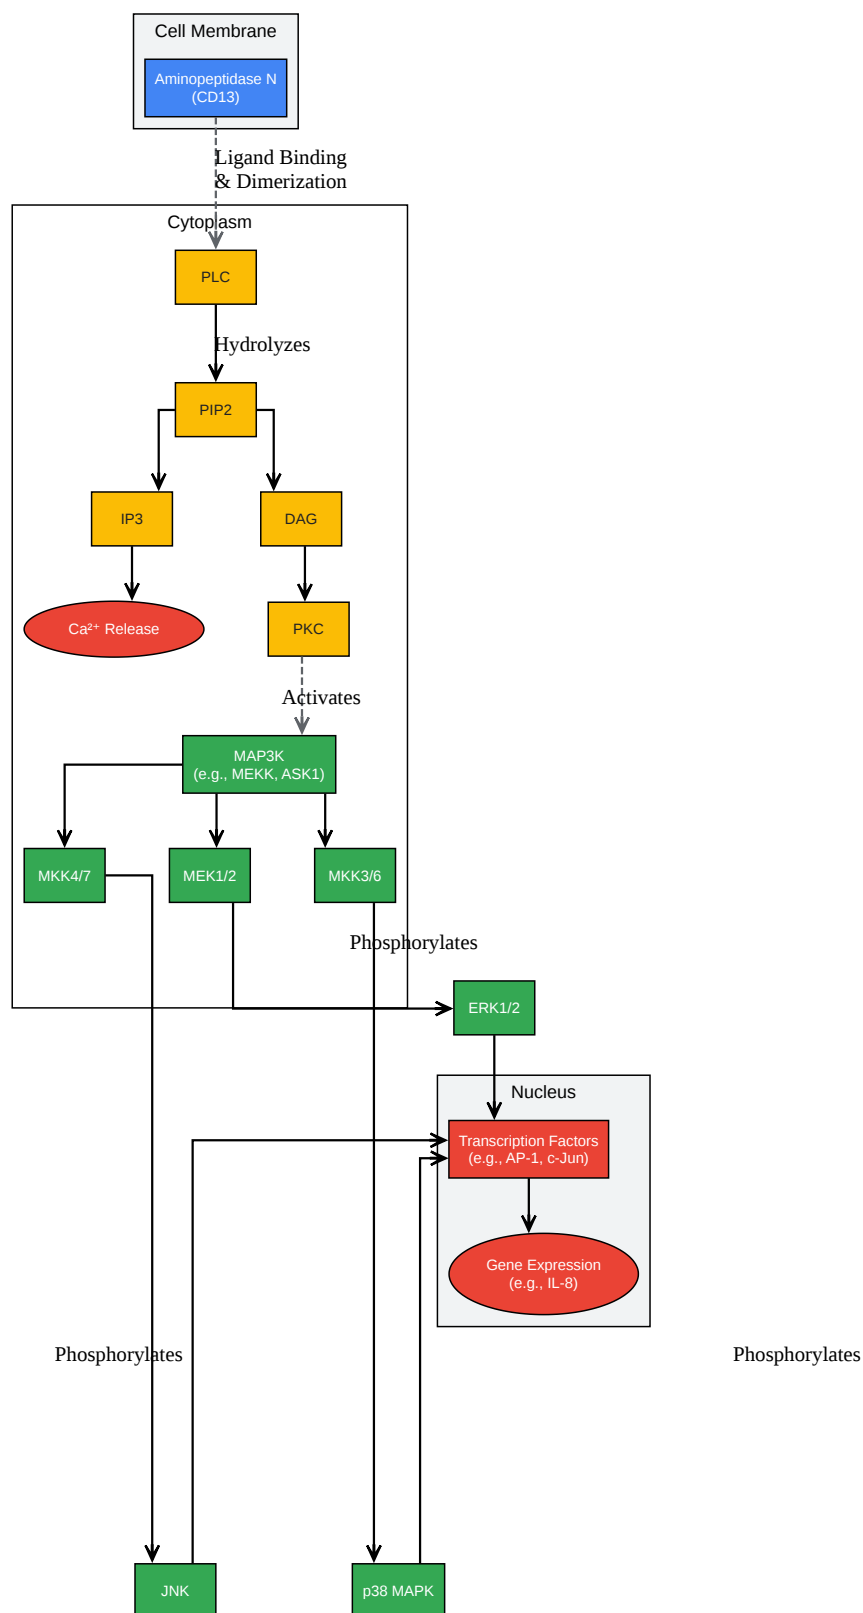 Cell Membrane
Aminopeptidase N
(CD13)
Ligand Binding
& Dimerization
Cytoplasm
PLC
Hydrolyzes
PIP2
IP3
DAG
Ca²⁺ Release
PKC
Activates
MAP3K
(e.g., MEKK, ASK1)
MKK4/7
MEK1/2
MKK3/6
Phosphorylates
ERK1/2
Nucleus
Transcription Factors
(e.g., AP-1, c-Jun)
Gene Expression
(e.g., IL-8)
Phosphorylates
Phosphorylates
JNK
p38 MAPK